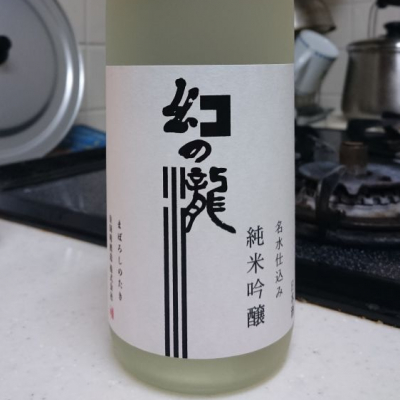 幻の瀧
名水仕込み
純米吟醸
まぼろしのたき